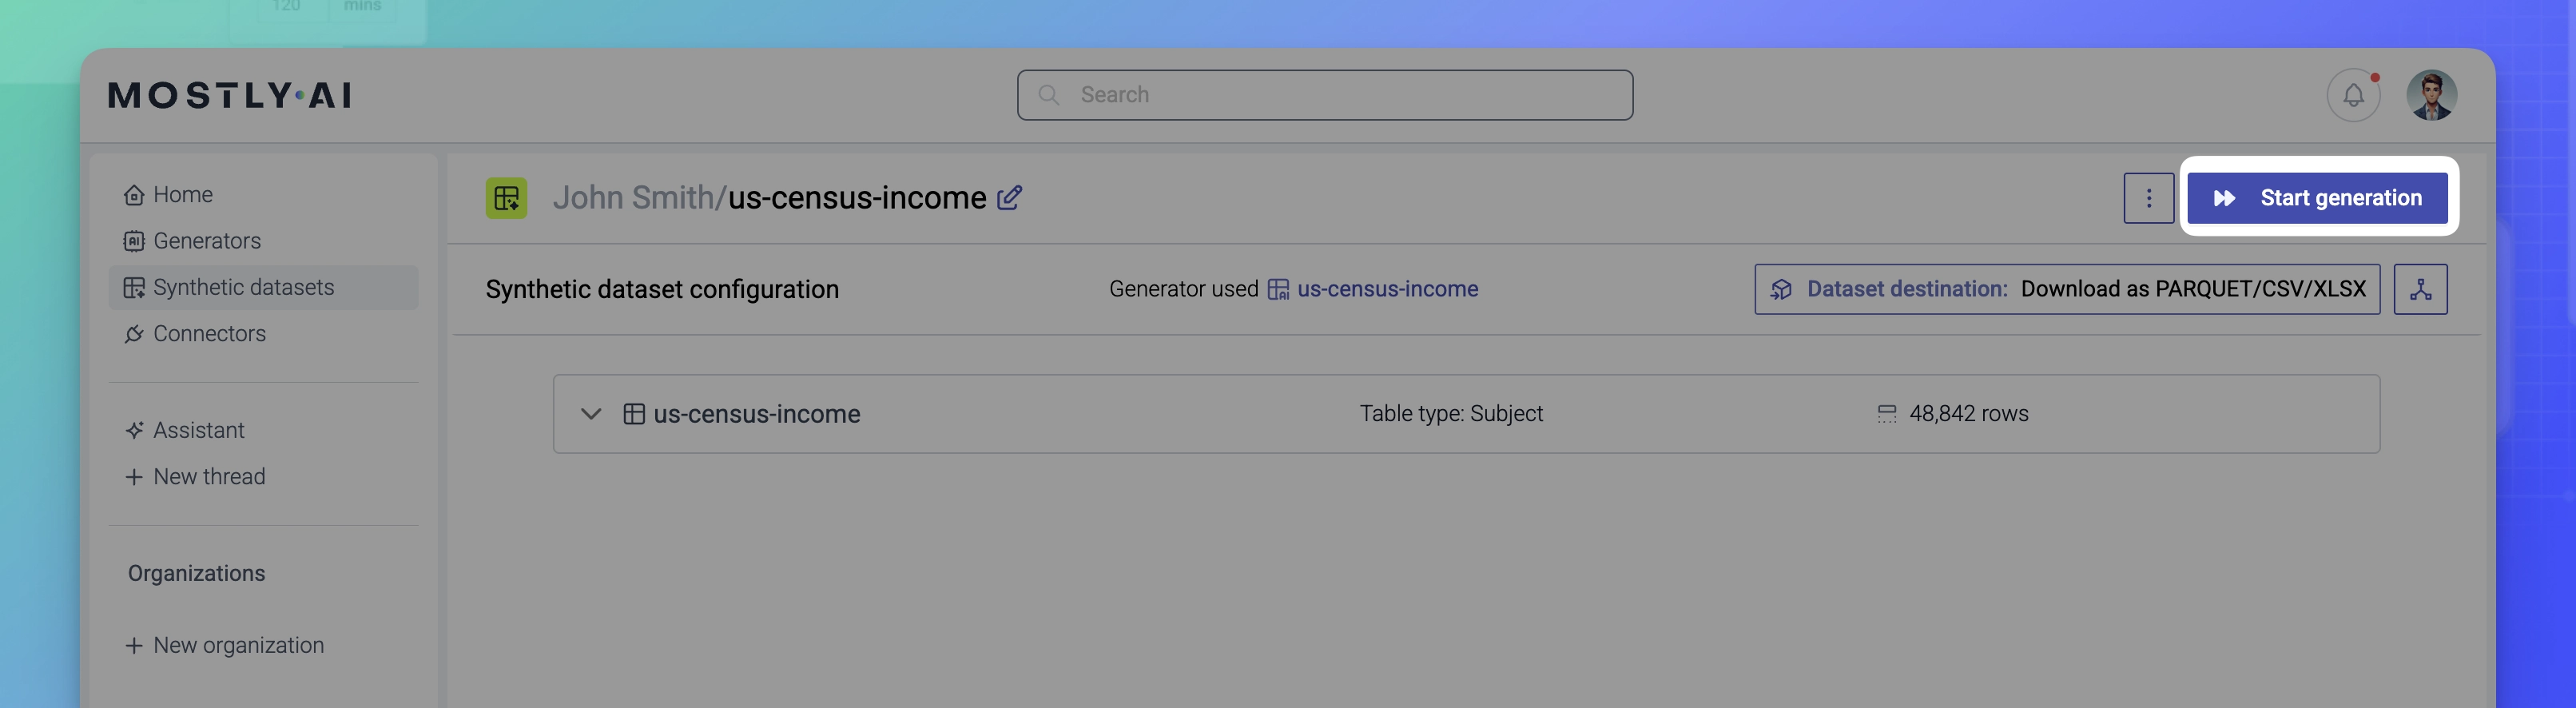 120 mins
MOSTLY·AI
Search
Home
Generators
Synthetic datasets
Connectors
Assistant
New thread
Organizations
New organization
John Smith/us-census-income
Start generation
Synthetic dataset configuration
Generator used us-census-income
Dataset destination: Download as PARQUET/CSV/XLSX
us-census-income
Table type: Subject
48,842 rows